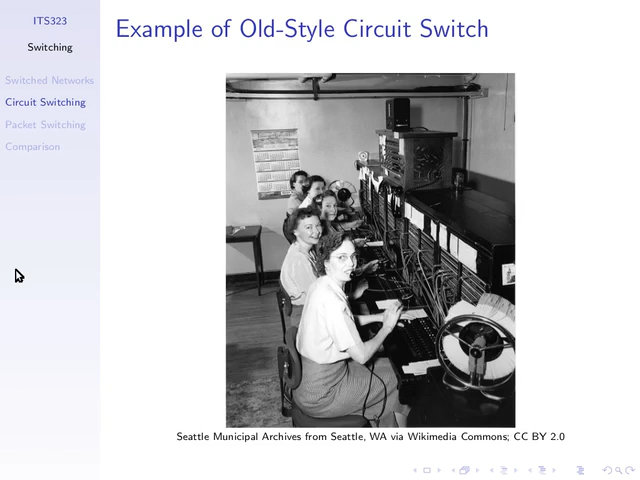 ITS323
Switching
Switched Networks
Circuit Switching
Packet Switching
Comparison
Example of Old-Style Circuit Switch
Seattle Municipal Archives from Seattle, WA via Wikimedia Commons; CC BY 2.0